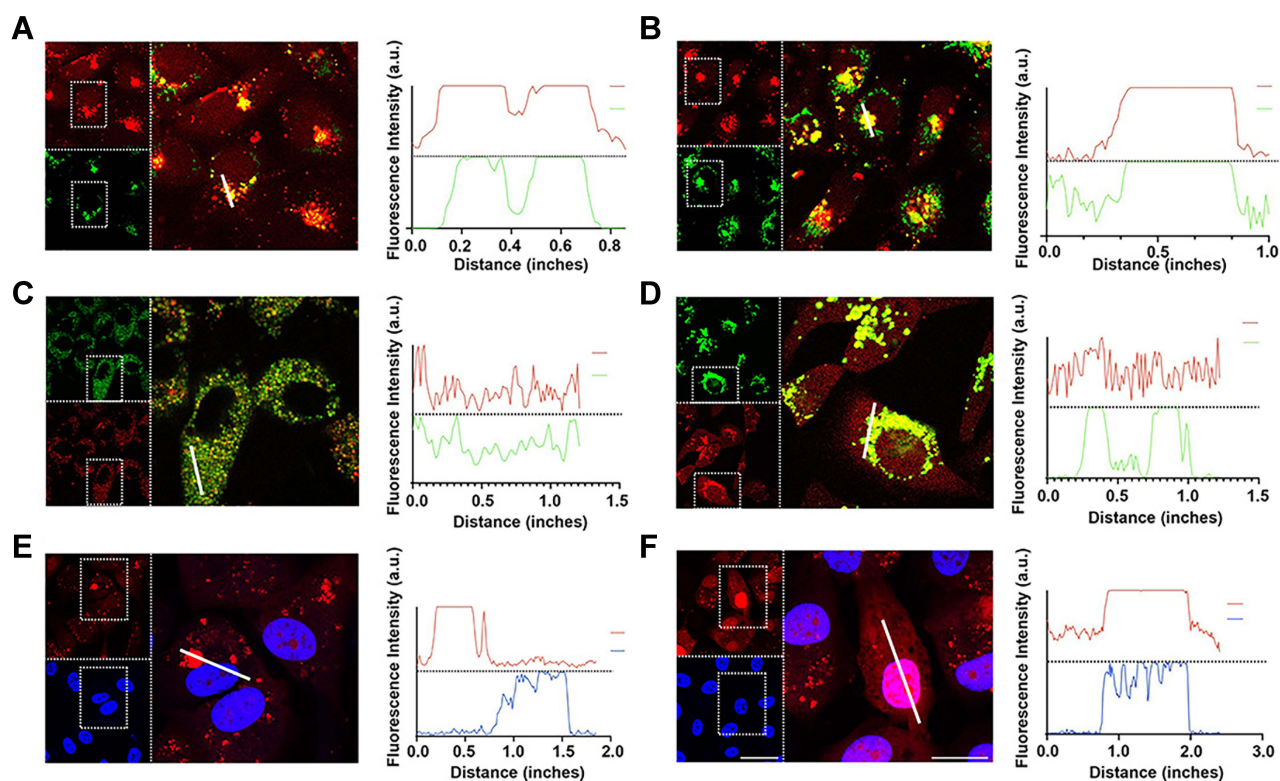 A
Fluorescence Intensity (a.u.)
0.0 0.2 0.4 0.6 0.8
Distance (inches)
B
Fluorescence Intensity (a.u.)
0.0 0.5 1.0
Distance (inches)
C
Fluorescence Intensity (a.u.)
0.0 0.5 1.0 1.5
Distance (inches)
D
Fluorescence Intensity (a.u.)
0.0 0.5 1.0 1.5
Distance (inches)
E
Fluorescence Intensity (a.u.)
0.0 1.0 1.5 2.0
Distance (inches)
F
Fluorescence Intensity (a.u.)
0.0 1.0 2.0 3.0
Distance (inches)